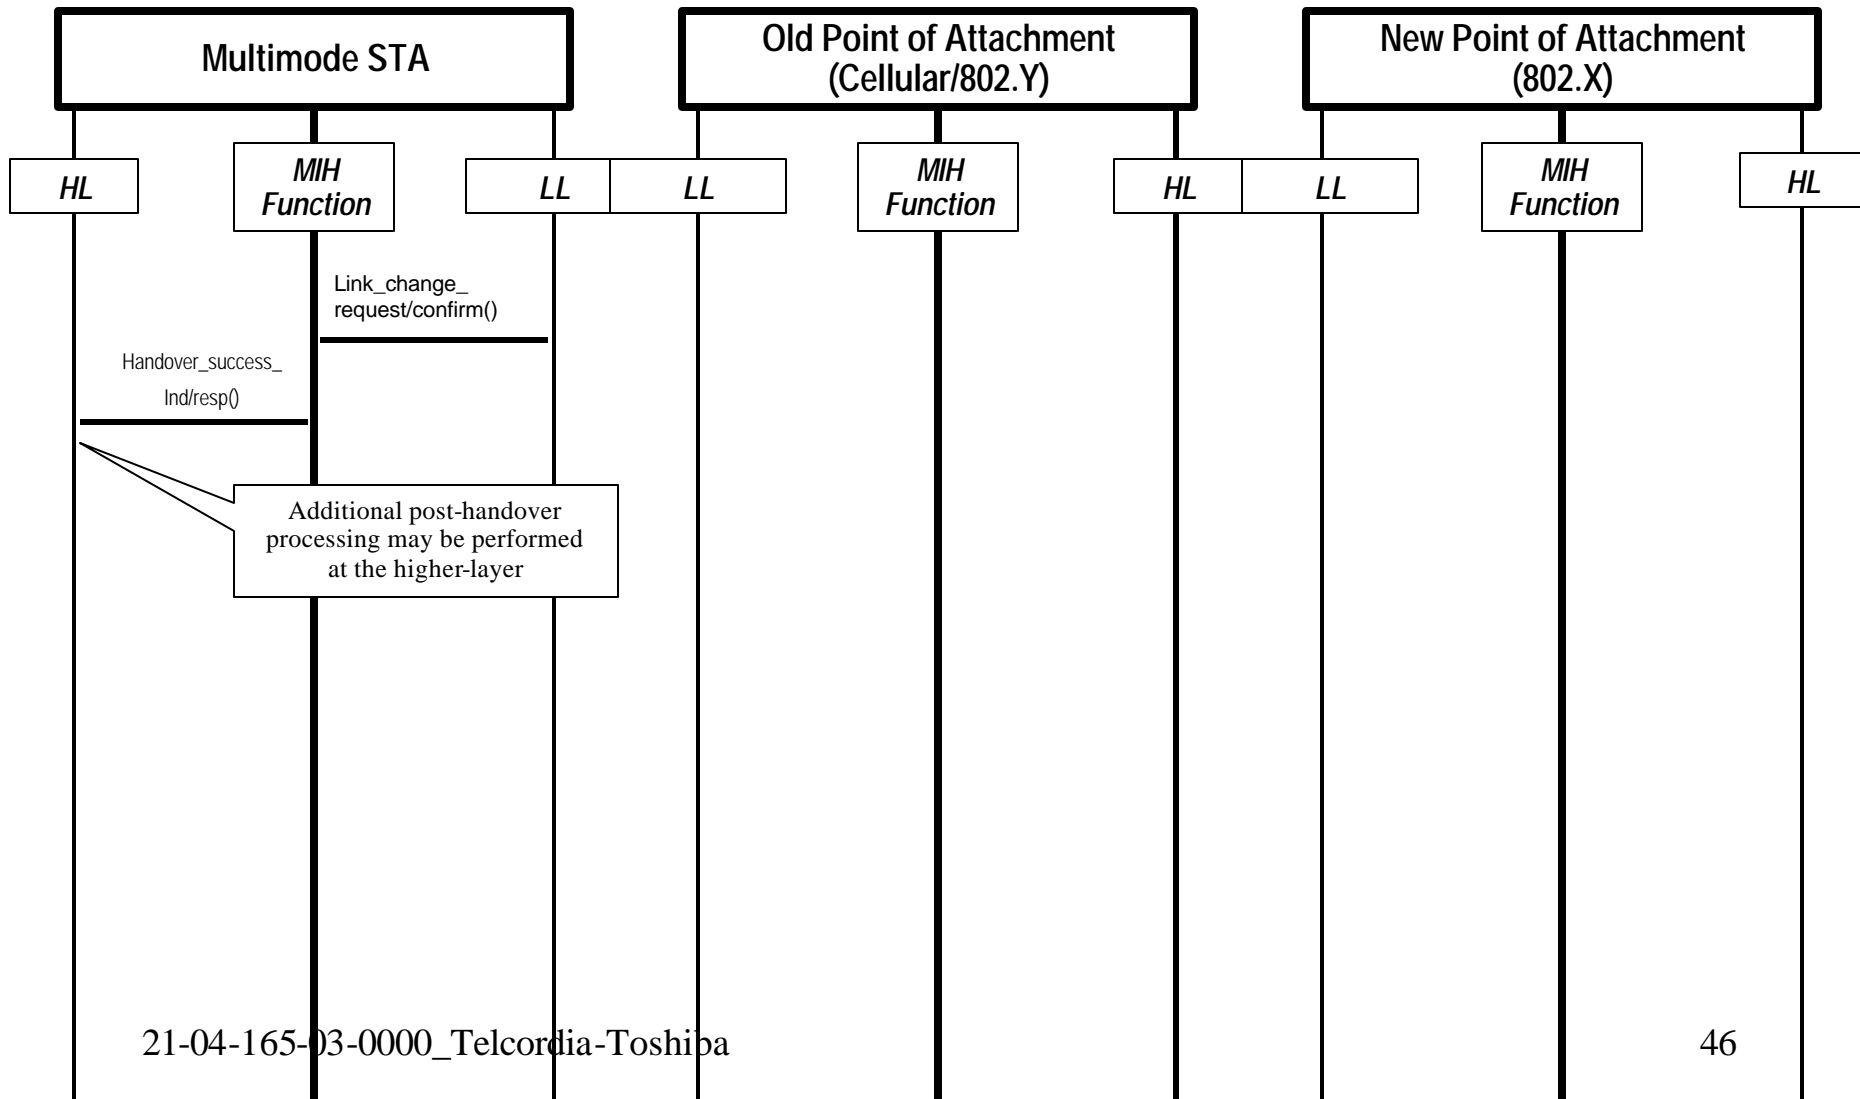 Multimode STA
Old Point of Attachment
(Cellular/802.Y)
New Point of Attachment
(802.X)
HL
MIH
Function
LL
LL
MIH
Function
HL
LL
MIH
Function
HL
Link_change_
request/confirm()
Handover_success_
Ind/resp()
Additional post-handover
processing may be performed
at the higher-layer
21-04-165-03-0000_Telcordia-Toshiba
46